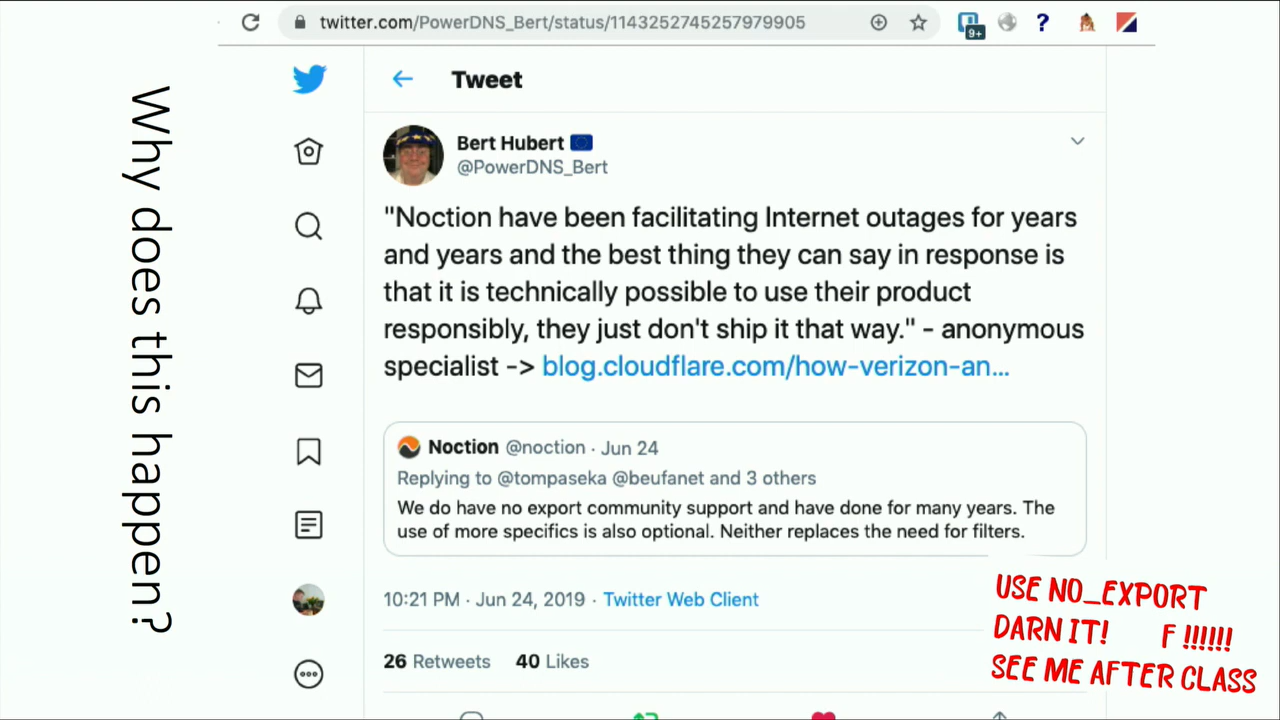 twitter.com/PowerDNS_Bert/status/1143252745257979905
9+
?
Why does this happen?
Tweet
Bert Hubert
@PowerDNS_Bert
"Noction have been facilitating Internet outages for years
and years and the best thing they can say in response is
that it is technically possible to use their product
responsibly, they just don't ship it that way." - anonymous
specialist -> blog.cloudflare.com/how-verizon-an...
Noction @noction · Jun 24
Replying to @tompaseka @beufanet and 3 others
We do have no export community support and have done for many years. The
use of more specifics is also optional. Neither replaces the need for filters.
10:21 PM · Jun 24, 2019 · Twitter Web Client
26 Retweets 40 Likes
USE NO_EXPORT
DARN IT! F !!!!!!
SEE ME AFTER CLASS